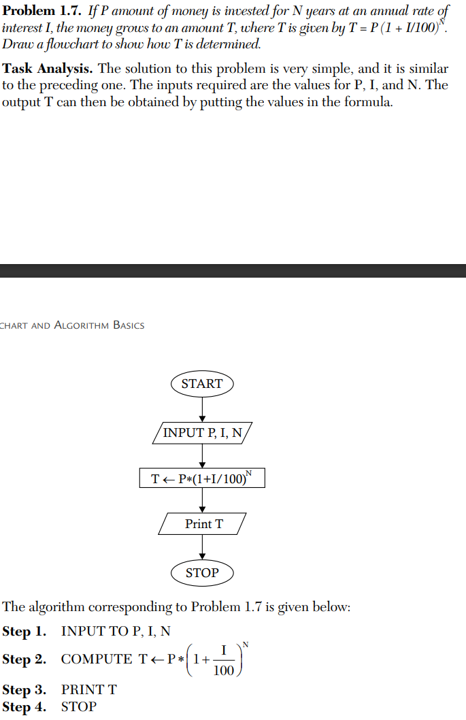 Problem 1.7. If P amount of money is invested for N years at an annual rate of
interest I, the money grows to an amount T, where T is given by T = P (1 + I/100)^N.
Draw a flowchart to show how T is determined.
Task Analysis. The solution to this problem is very simple, and it is similar
to the preceding one. The inputs required are the values for P, I, and N. The
output T can then be obtained by putting the values in the formula.
CHART AND ALGORITHM BASICS
START
INPUT P, I, N
T ← P*(1+I/100)^N
Print T
STOP
The algorithm corresponding to Problem 1.7 is given below:
Step 1. INPUT TO P, I, N
Step 2. COMPUTE T ← P * (1 + I/100)^N
Step 3. PRINT T
Step 4. STOP